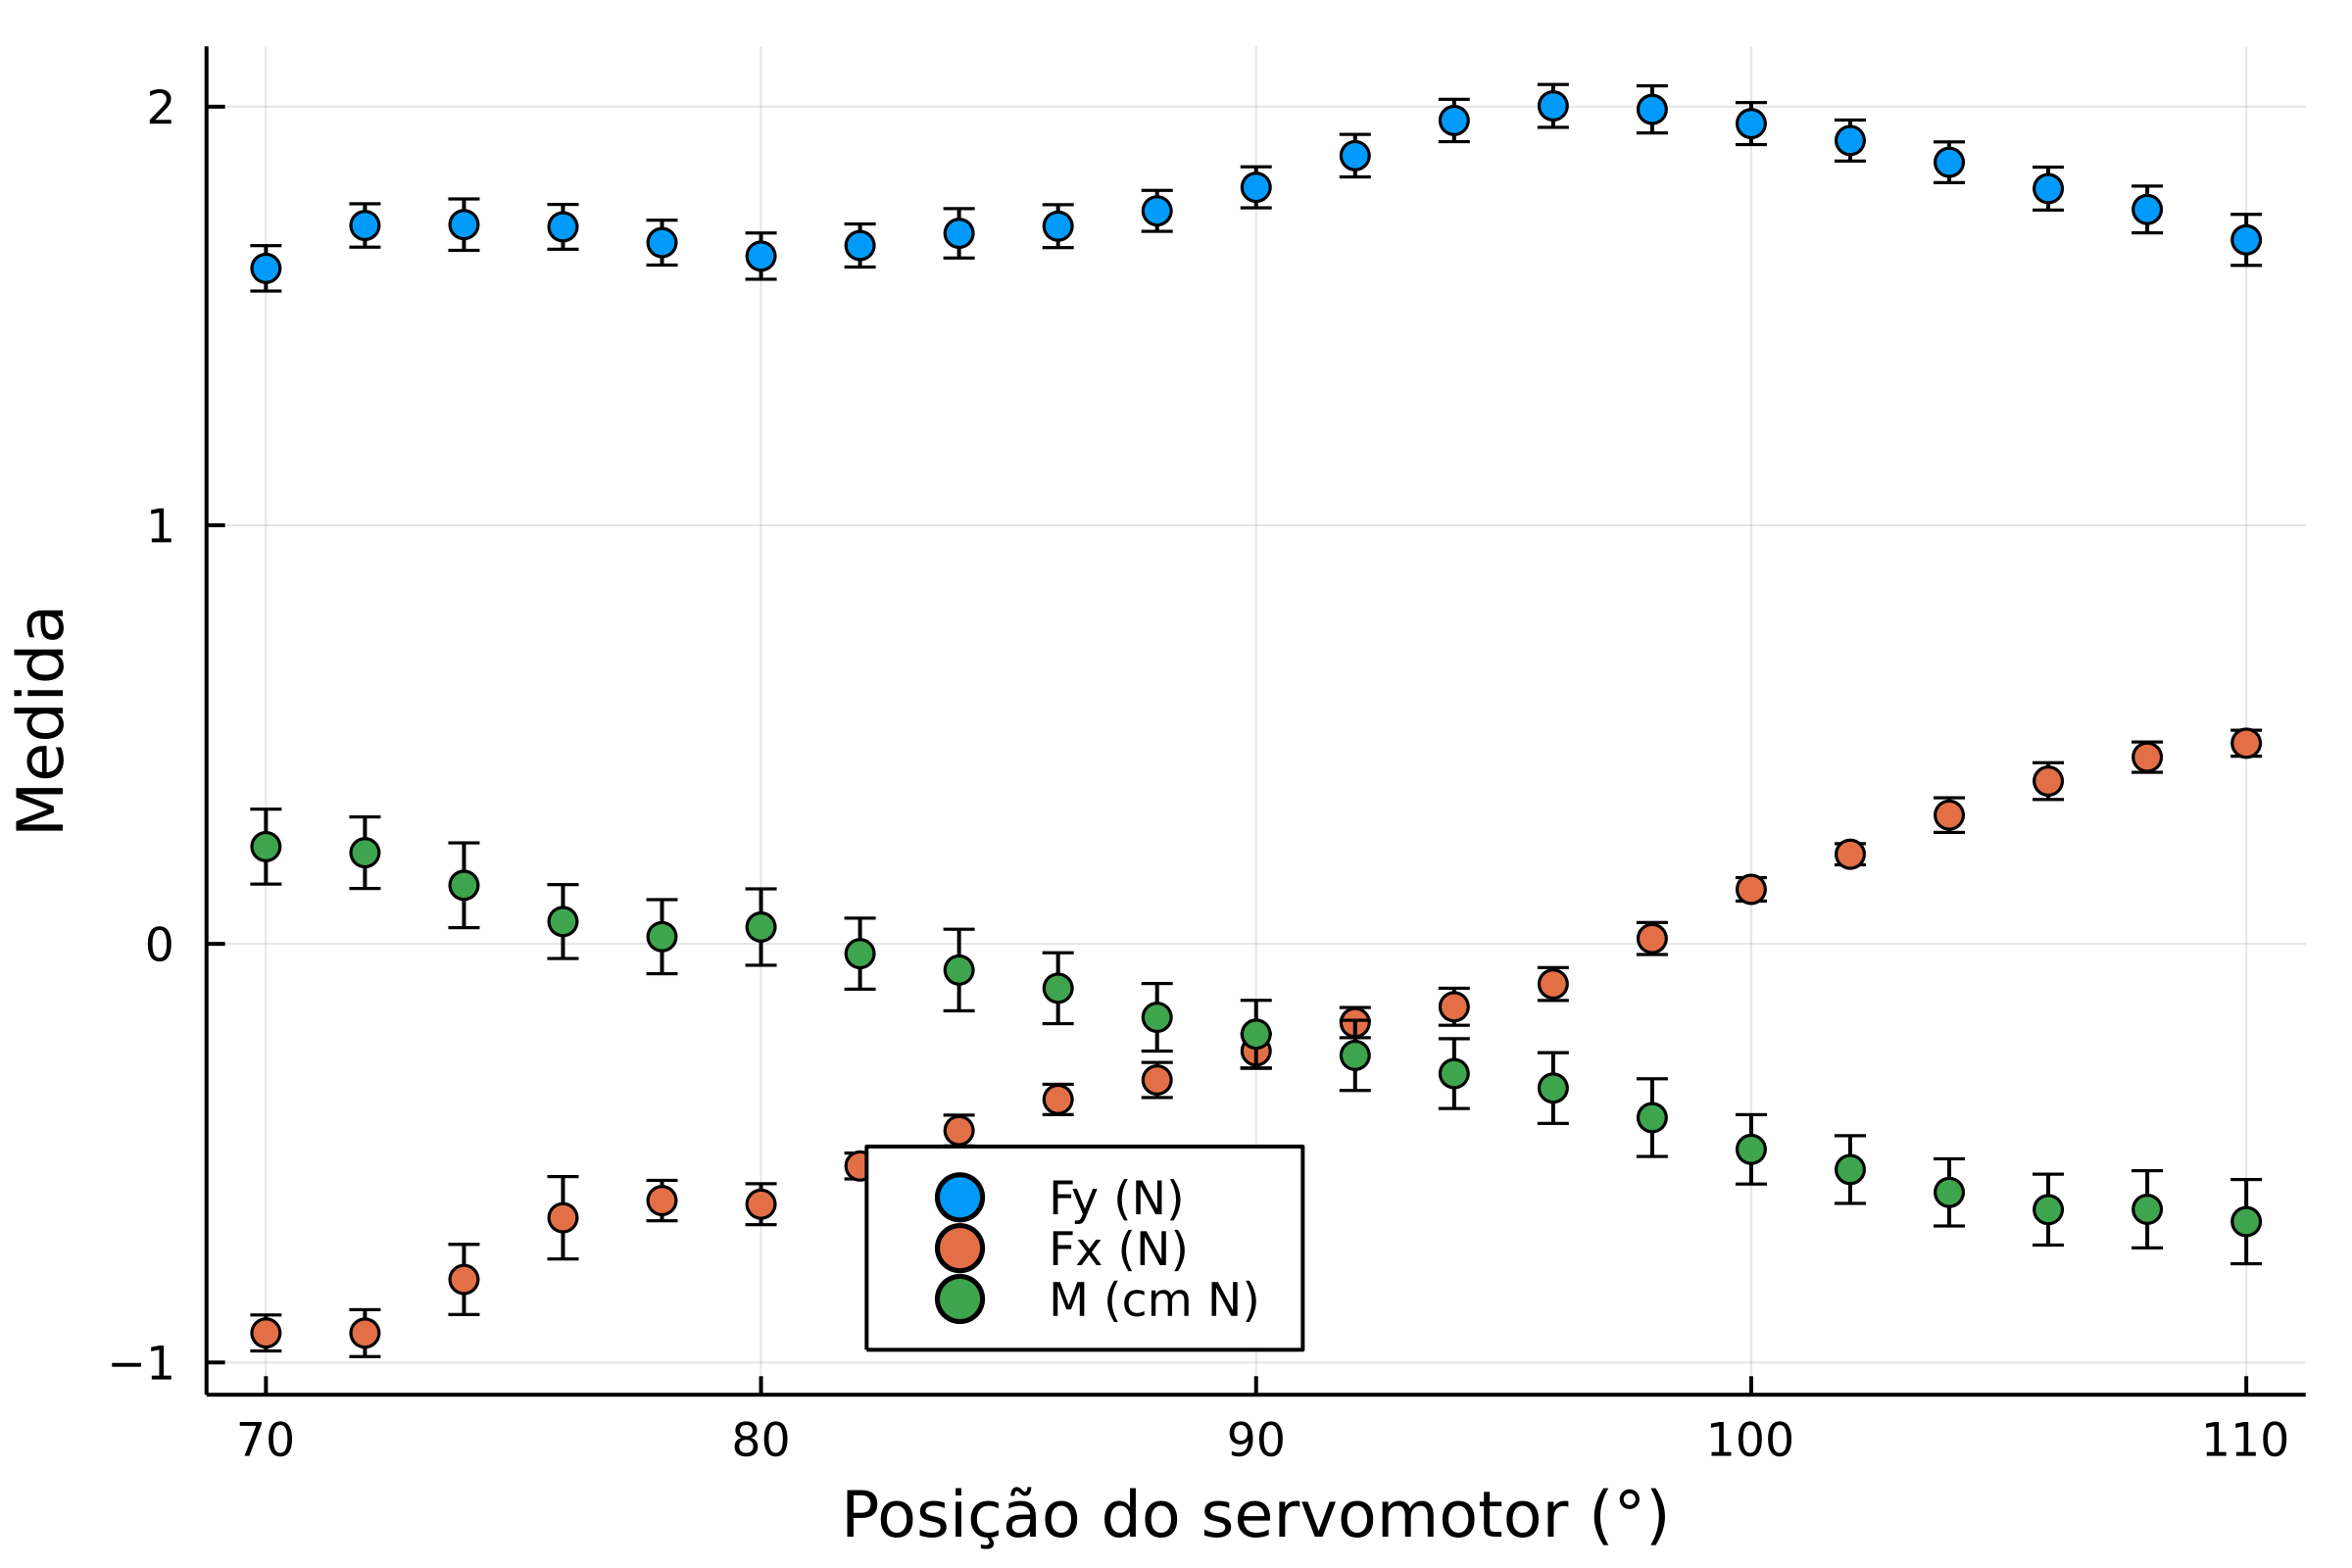 2
1
0
−1
Medida
Fy (N)
Fx (N)
M (cm N)
70 80 90 100 110
Posição do servomotor (°)